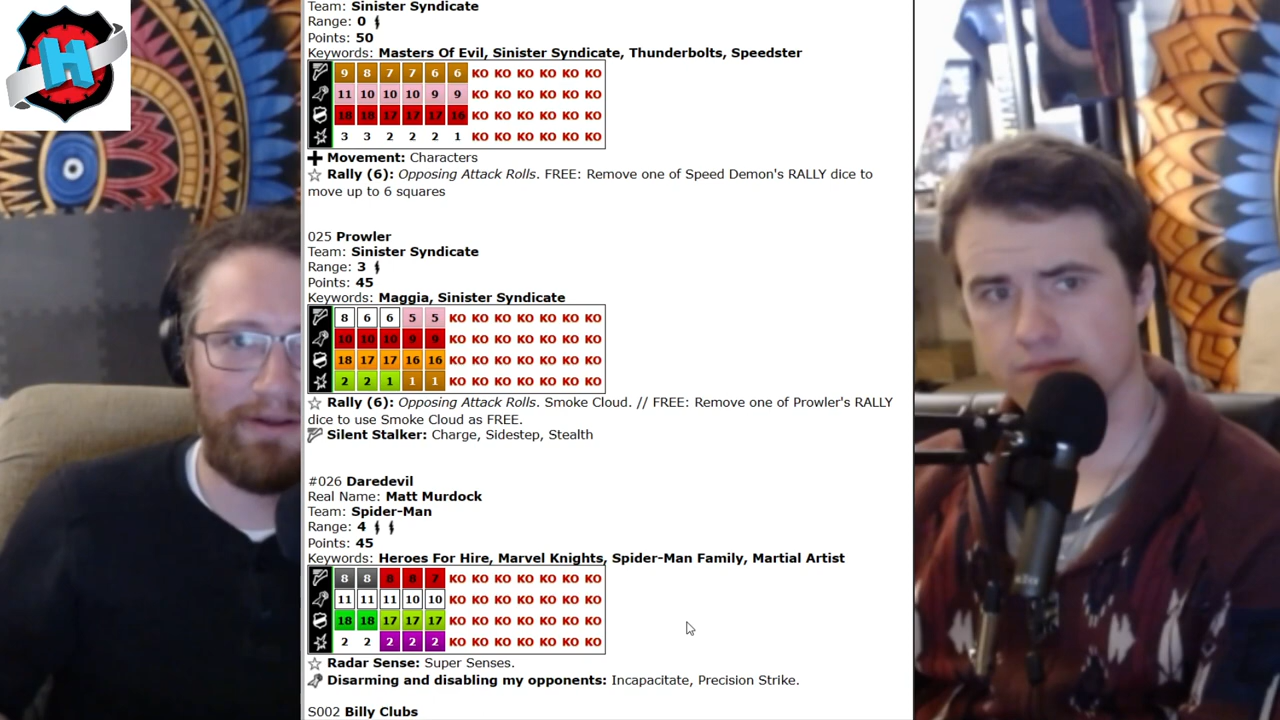 H
Team: Sinister Syndicate
Range: 0
Points: 50
Keywords: Masters Of Evil, Sinister Syndicate, Thunderbolts, Speedster
9 8 7 7 6 6 KO KO KO KO KO KO
11 10 10 10 9 9 KO KO KO KO KO KO
18 18 17 17 17 16 KO KO KO KO KO KO
3 3 2 2 2 1 KO KO KO KO KO KO
Movement: Characters
Rally (6): Opposing Attack Rolls. FREE: Remove one of Speed Demon's RALLY dice to
move up to 6 squares
025 Prowler
Team: Sinister Syndicate
Range: 3
Points: 45
Keywords: Maggia, Sinister Syndicate
8 6 6 5 5 KO KO KO KO KO KO KO
10 10 10 9 9 KO KO KO KO KO KO KO
18 17 17 16 16 KO KO KO KO KO KO KO
2 2 1 1 1 KO KO KO KO KO KO KO
Rally (6): Opposing Attack Rolls. Smoke Cloud. // FREE: Remove one of Prowler's RALLY
dice to use Smoke Cloud as FREE.
Silent Stalker: Charge, Sidestep, Stealth
#026 Daredevil
Real Name: Matt Murdock
Team: Spider-Man
Range: 4
Points: 45
Keywords: Heroes For Hire, Marvel Knights, Spider-Man Family, Martial Artist
8 8 8 8 7 KO KO KO KO KO KO KO
11 11 11 10 10 KO KO KO KO KO KO KO
18 18 17 17 17 KO KO KO KO KO KO KO
2 2 2 2 2 KO KO KO KO KO KO KO
Radar Sense: Super Senses.
Disarming and disabling my opponents: Incapacitate, Precision Strike.
S002 Billy Clubs